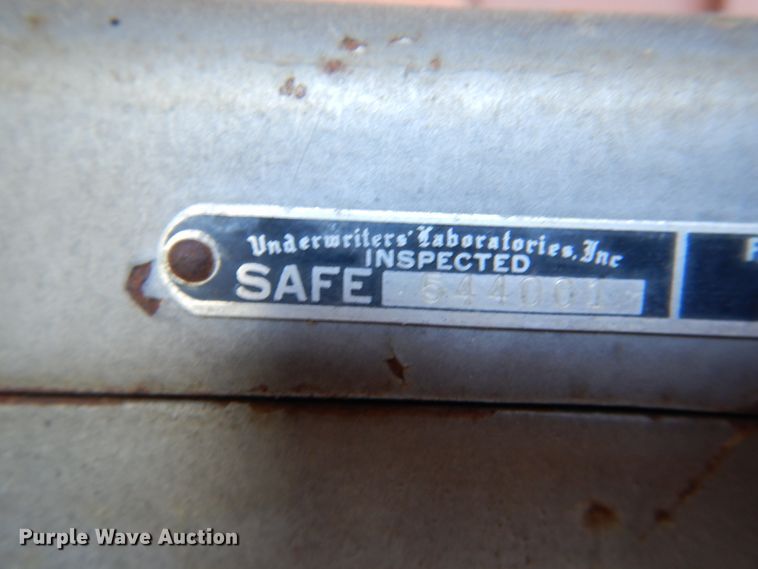 Underwriters' Laboratories, Inc
INSPECTED
SAFE 544001
Purple Wave Auction